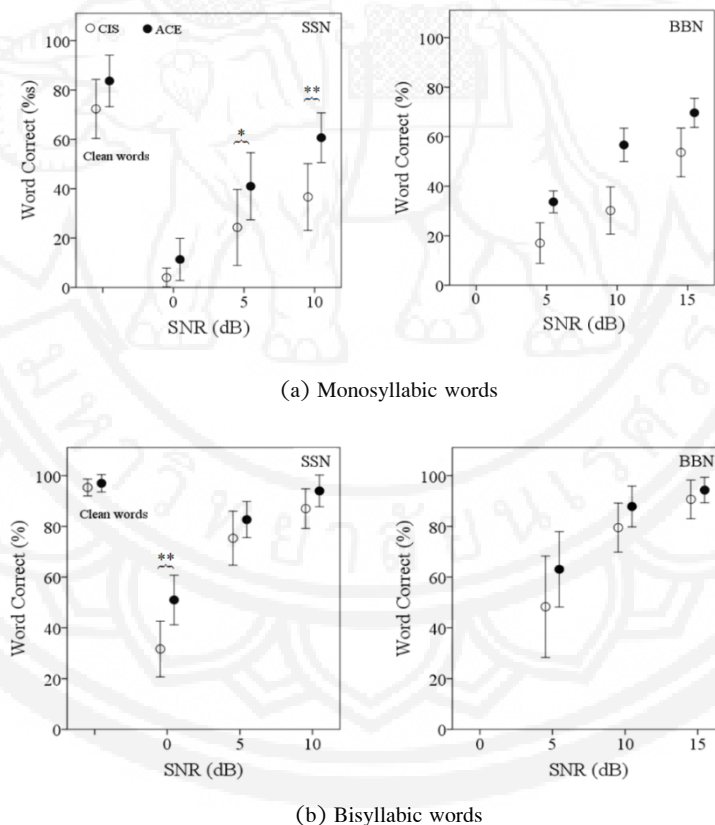 CIS ACE SSN
Word Correct (%s)
100
80
60
40
20
0
Clean words
*
**
0 5 10
SNR (dB)
BBN
Word Correct (%)
100
80
60
40
20
0
0 5 10 15
SNR (dB)
(a) Monosyllabic words
SSN
Word Correct (%)
100
80
60
40
20
0
Clean words
**
0 5 10
SNR (dB)
BBN
Word Correct (%)
100
80
60
40
20
0
0 5 10 15
SNR (dB)
(b) Bisyllabic words